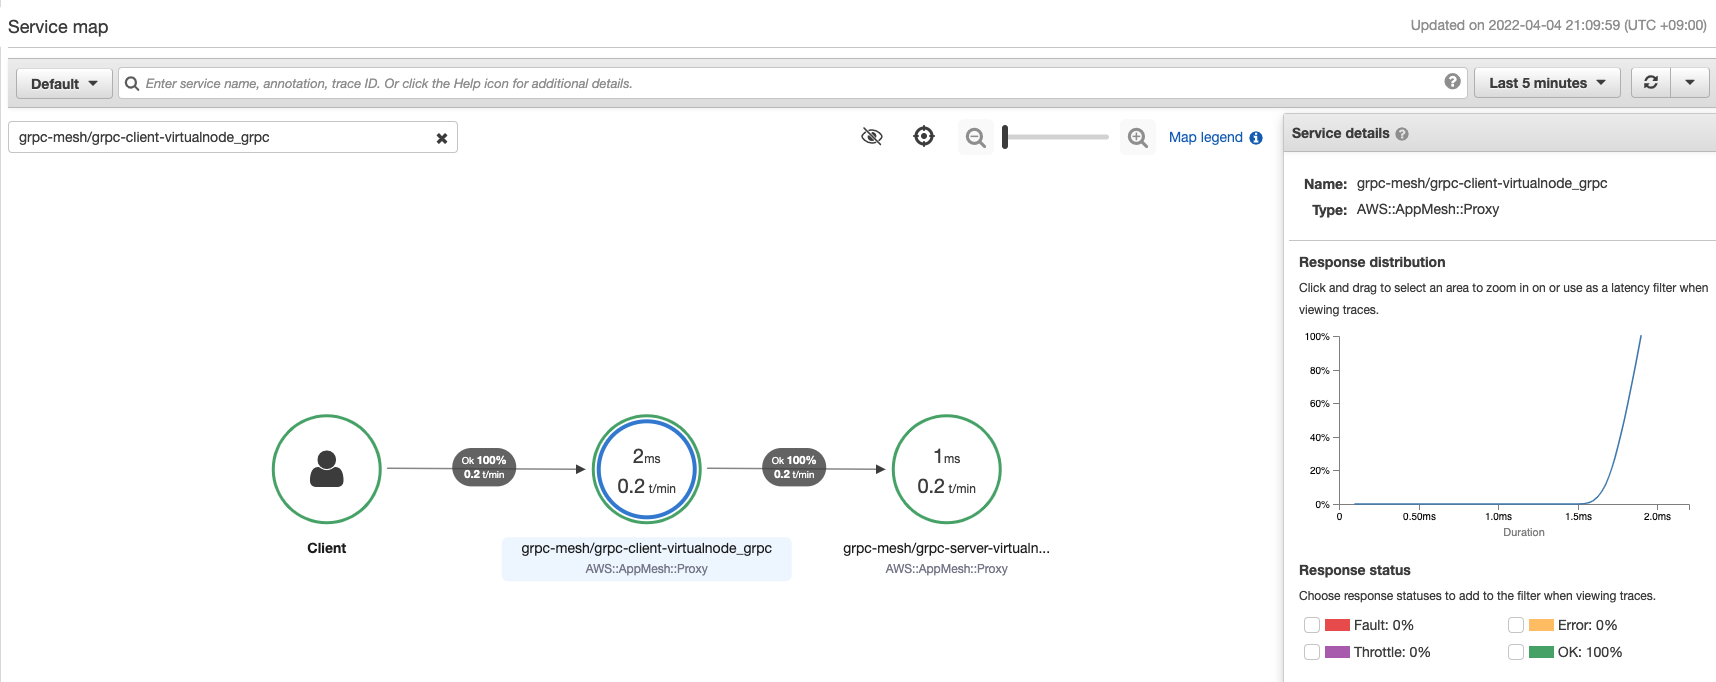 Service map
Updated on 2022-04-04 21:09:59 (UTC +09:00)
Default
Enter service name, annotation, trace ID. Or click the Help icon for additional details.
Last 5 minutes
grpc-mesh/grpc-client-virtualnode_grpc
Map legend
Service details
Name: grpc-mesh/grpc-client-virtualnode_grpc
Type: AWS::AppMesh::Proxy
Response distribution
Click and drag to select an area to zoom in on or use as a latency filter when
viewing traces.
100%
80%
60%
40%
20%
0%
0 0.50ms 1.0ms 1.5ms 2.0ms
Duration
Ok 100%
0.2 t/min
2ms
0.2 t/min
Ok 100%
0.2 t/min
1ms
0.2 t/min
Client
grpc-mesh/grpc-client-virtualnode_grpc
AWS::AppMesh::Proxy
grpc-mesh/grpc-server-virtualn...
AWS::AppMesh::Proxy
Response status
Choose response statuses to add to the filter when viewing traces.
Fault: 0%
Error: 0%
Throttle: 0%
OK: 100%